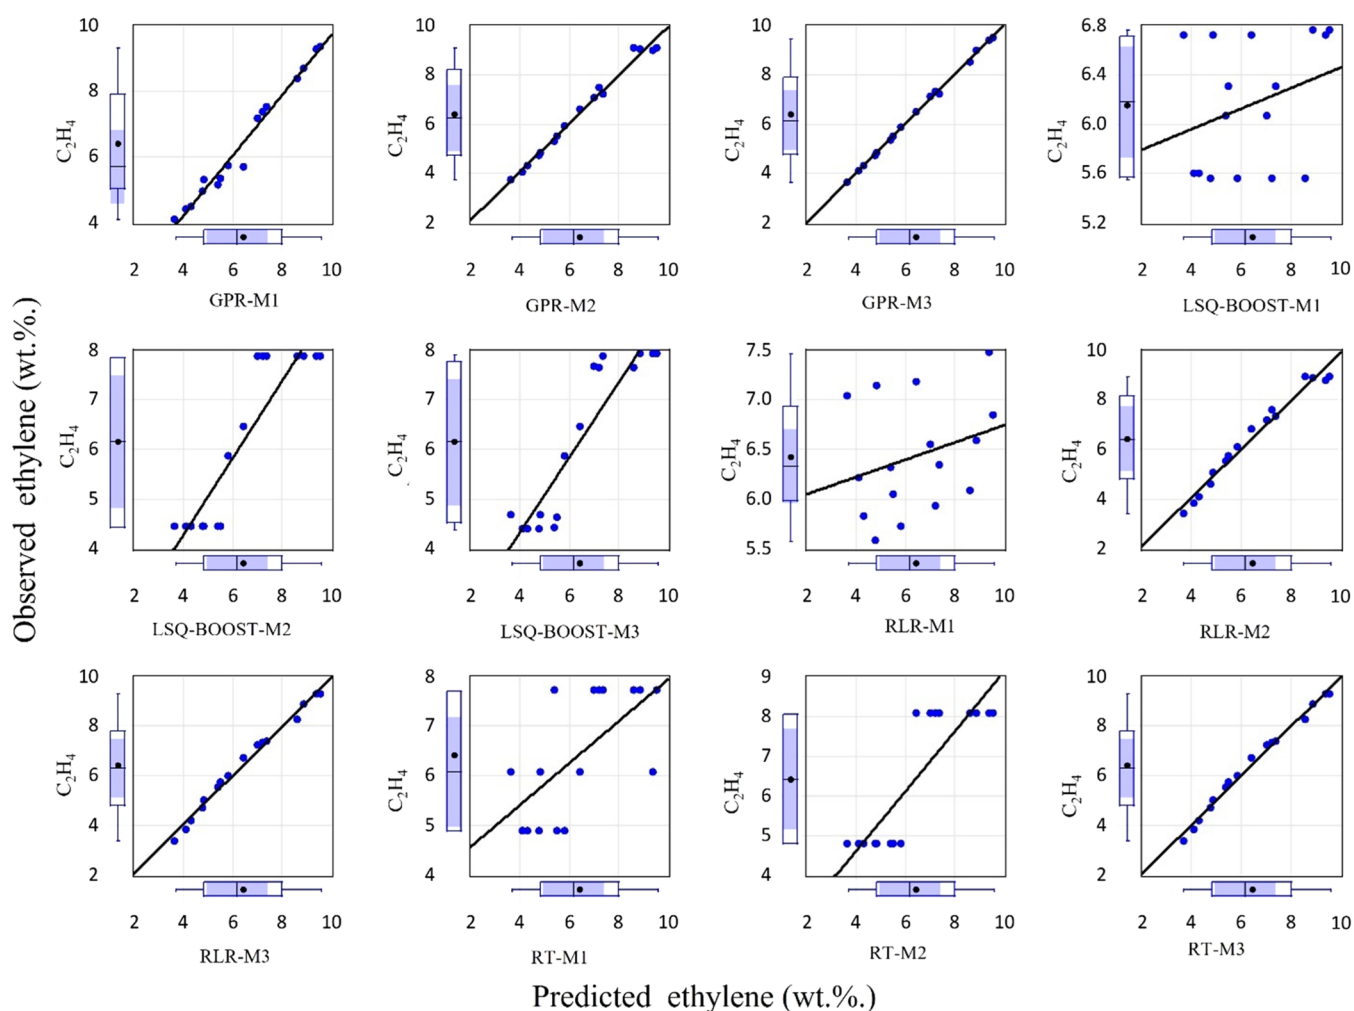 10 8 6 4
C2H4
2 4 6 8 10
GPR-M1
10 8 6 4 2
C2H4
2 4 6 8 10
GPR-M2
10 8 6 4 2
C2H4
2 4 6 8 10
GPR-M3
6.8 6.4 6.0 5.6 5.2
C2H4
2 4 6 8 10
LSQ-BOOST-M1
Observed ethylene (wt.%.)
8 7 6 5 4
C2H4
2 4 6 8 10
LSQ-BOOST-M2
8 7 6 5 4
C2H4
2 4 6 8 10
LSQ-BOOST-M3
7.5 7.0 6.5 6.0 5.5
C2H4
2 4 6 8 10
RLR-M1
10 8 6 4 2
C2H4
2 4 6 8 10
RLR-M2
10 8 6 4 2
C2H4
2 4 6 8 10
RLR-M3
8 7 6 5 4
C2H4
2 4 6 8 10
RT-M1
9 8 7 6 5 4
C2H4
2 4 6 8 10
RT-M2
10 8 6 4 2
C2H4
2 4 6 8 10
RT-M3
Predicted ethylene (wt.%.)